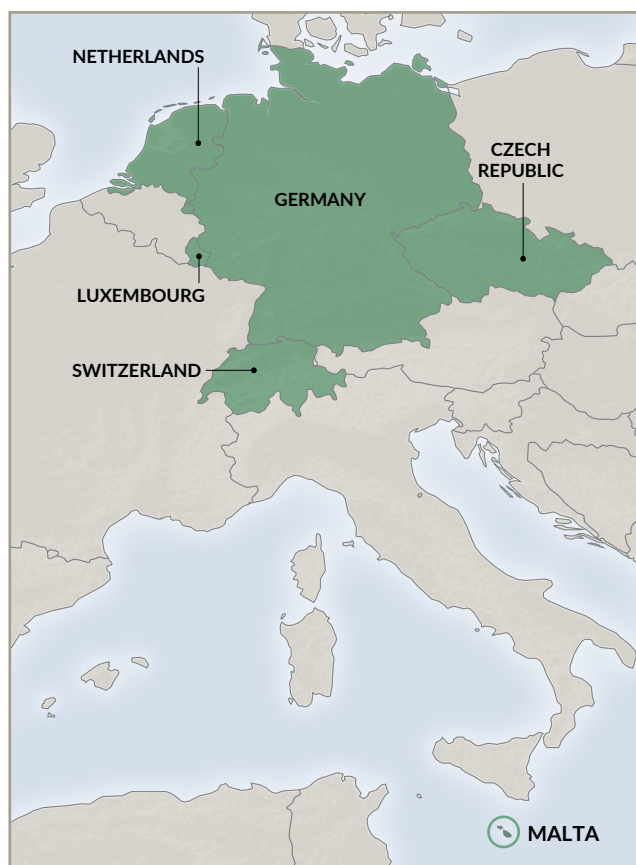 NETHERLANDS
CZECH
REPUBLIC
GERMANY
LUXEMBOURG
SWITZERLAND
MALTA